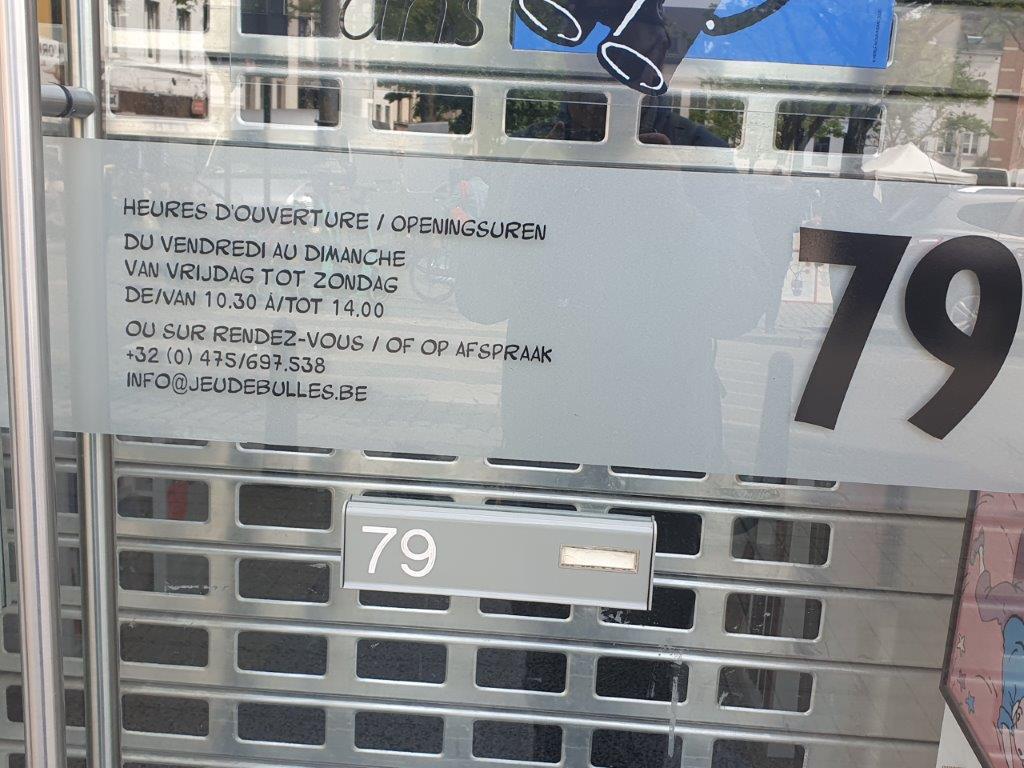 HEURES D'OUVERTURE / OPENINGSUREN
DU VENDREDI AU DIMANCHE
VAN VRIJDAG TOT ZONDAG
DE/VAN 10.30 À/TOT 14.00
OU SUR RENDEZ-VOUS / OF OP AFSPRAAK
+32 (0) 475/697.538
INFO@JEUDEBULLES.BE
79
79